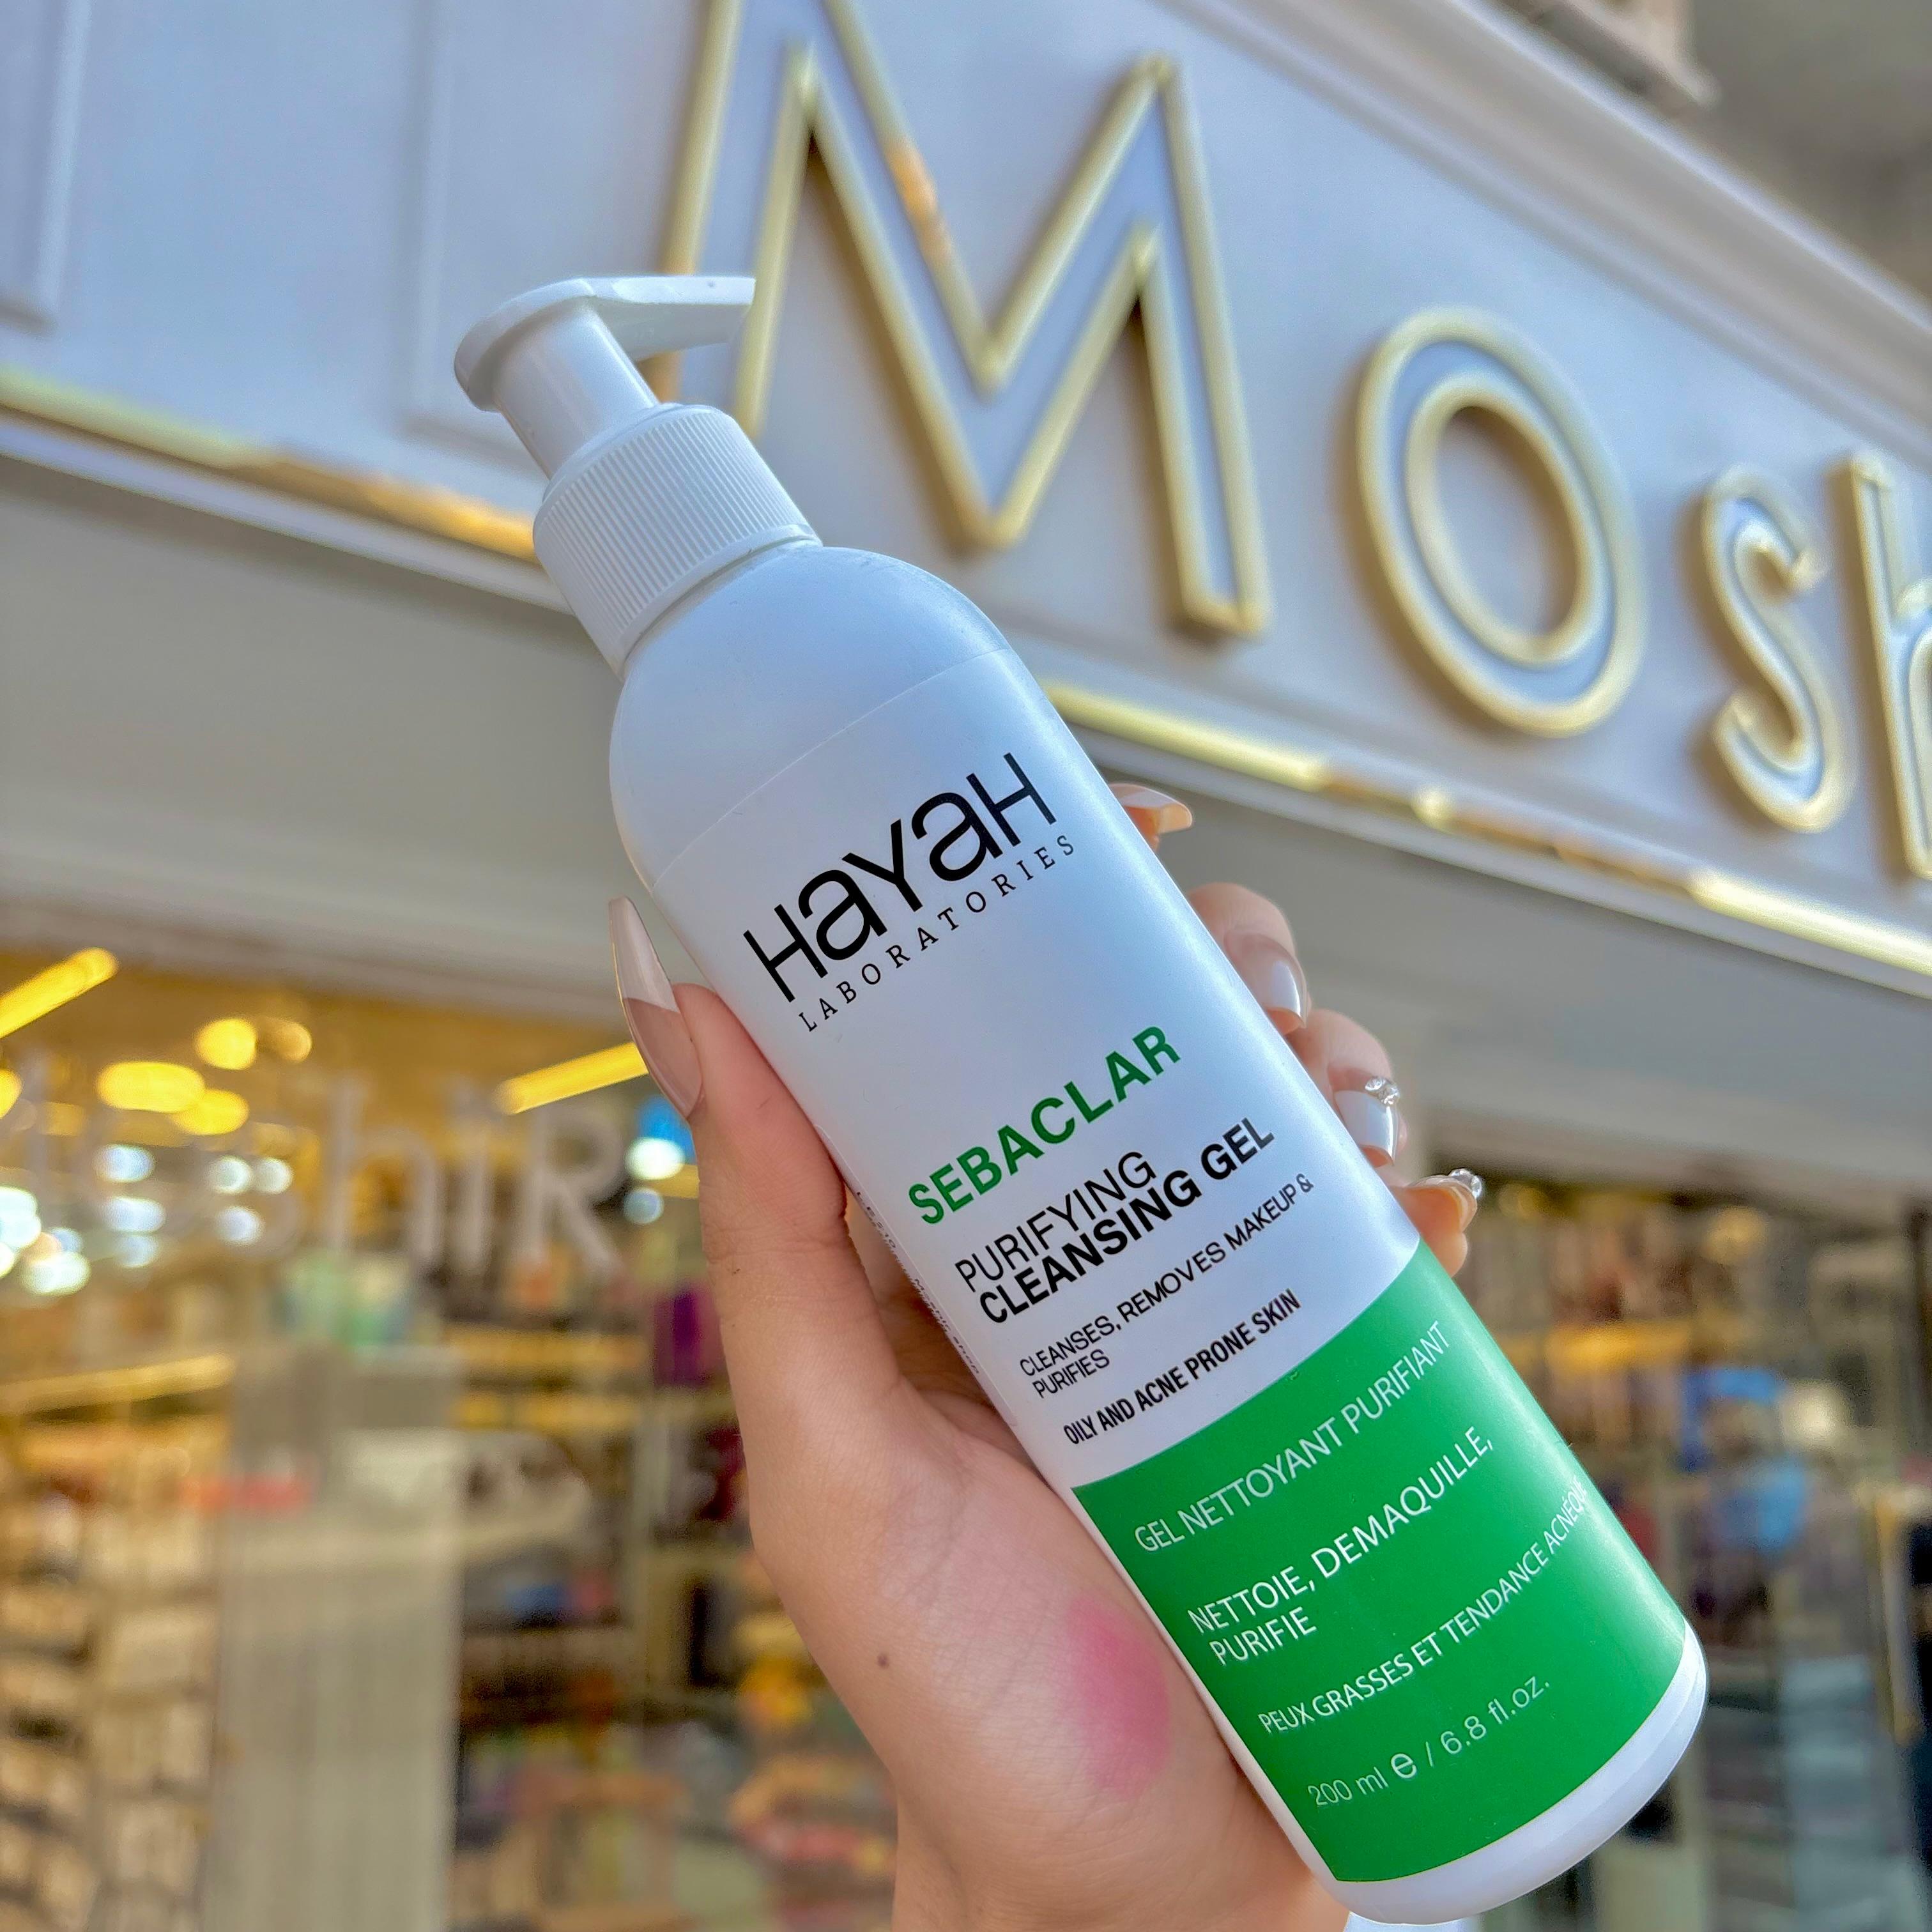 Mosh
HaYaH
LABORATORIES
SEBACLAR
PURIFYING
CLEANSING GEL
CLEANSES, REMOVES MAKEUP &
PURIFIES
OILY AND ACNE PRONE SKIN
GEL NETTOYANT PURIFIANT
NETTOIE, DEMAQUILLE,
PURIFIE
PEUX GRASSES ET TENDANCE ACNÉQUE
200 ml e / 6.8 fl.oz.